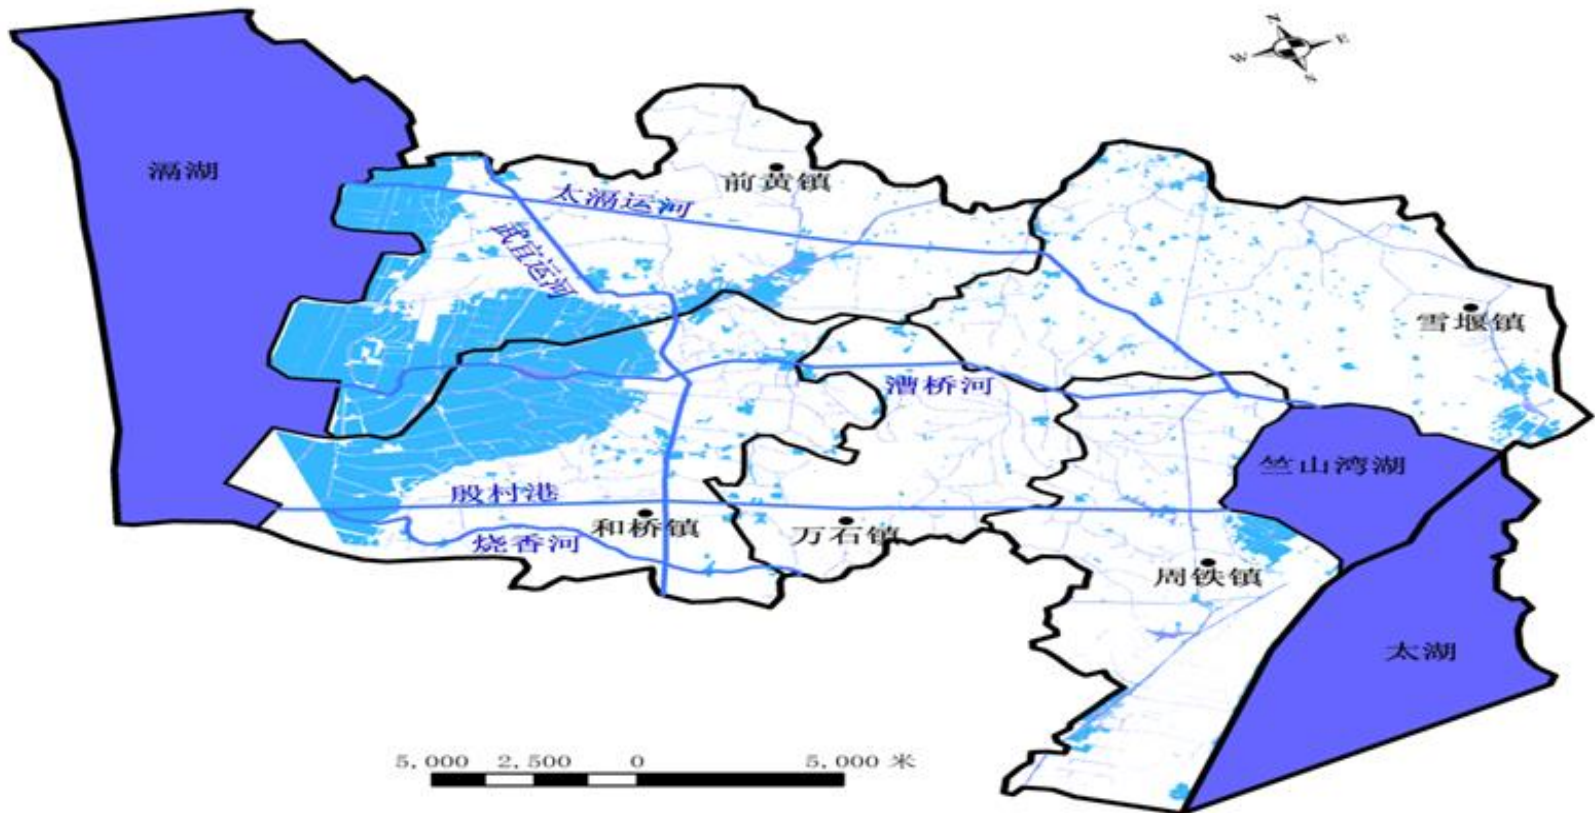 N
W E
S
滆湖
前黄镇
太滆运河
武宜运河
雪堰镇
漕桥河
竺山湾湖
殷村港
和桥镇
万石镇
烧香河
周铁镇
太湖
5,000 2,500 0 5,000 米